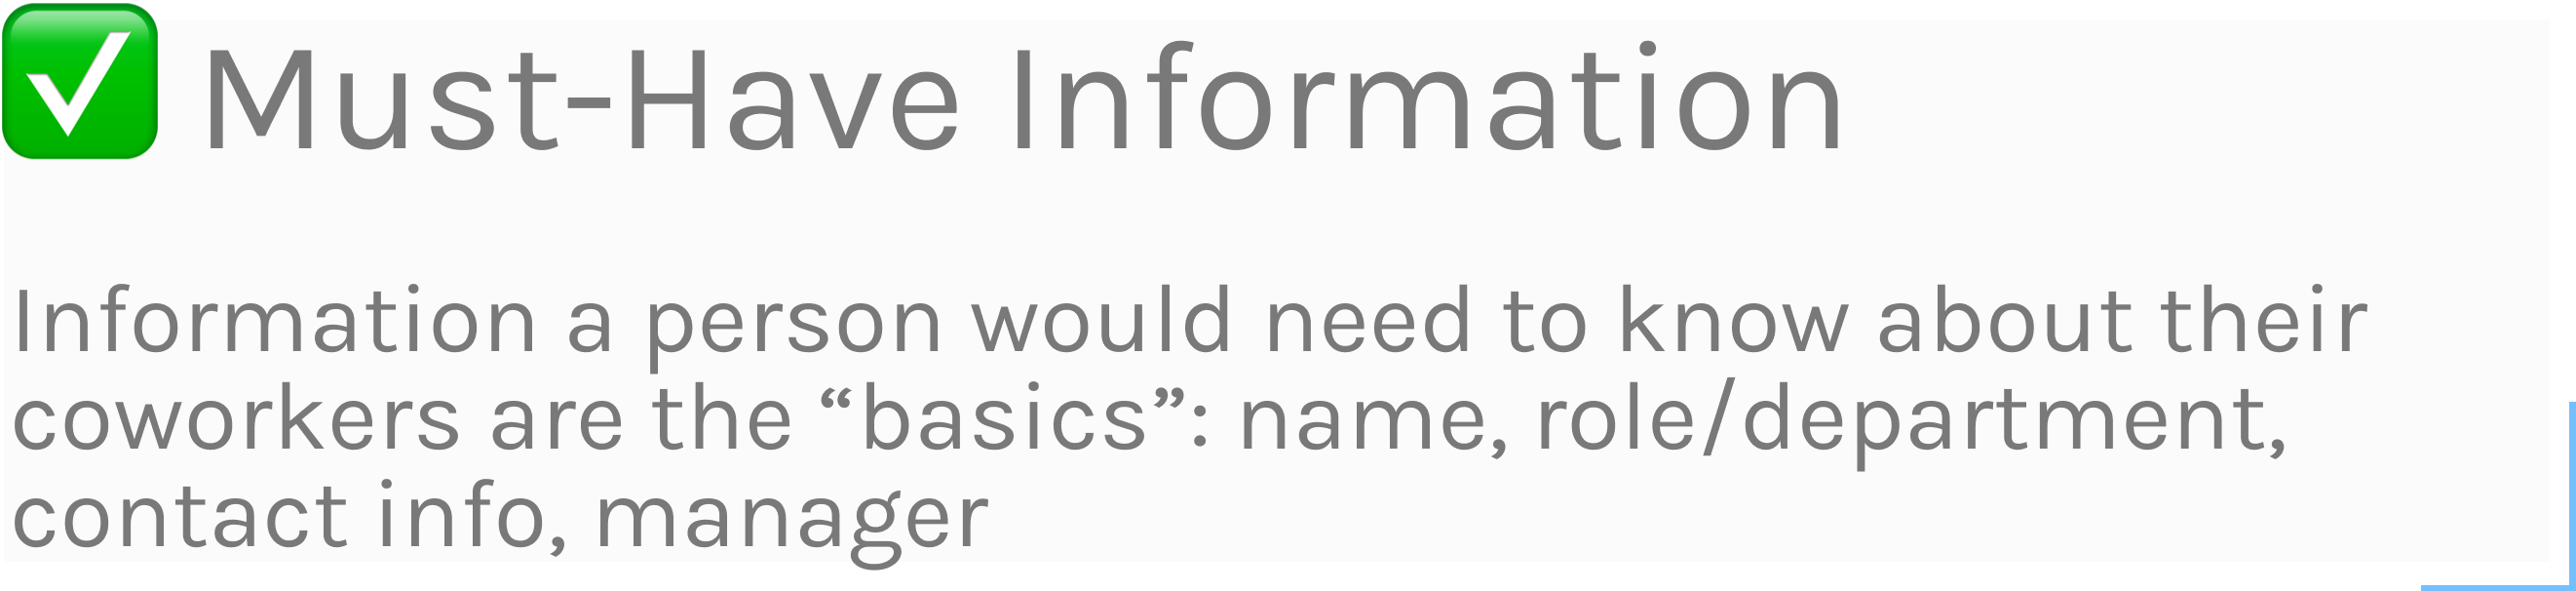 ✅ Must-Have Information
Information a person would need to know about their
coworkers are the “basics”: name, role/department,
contact info, manager